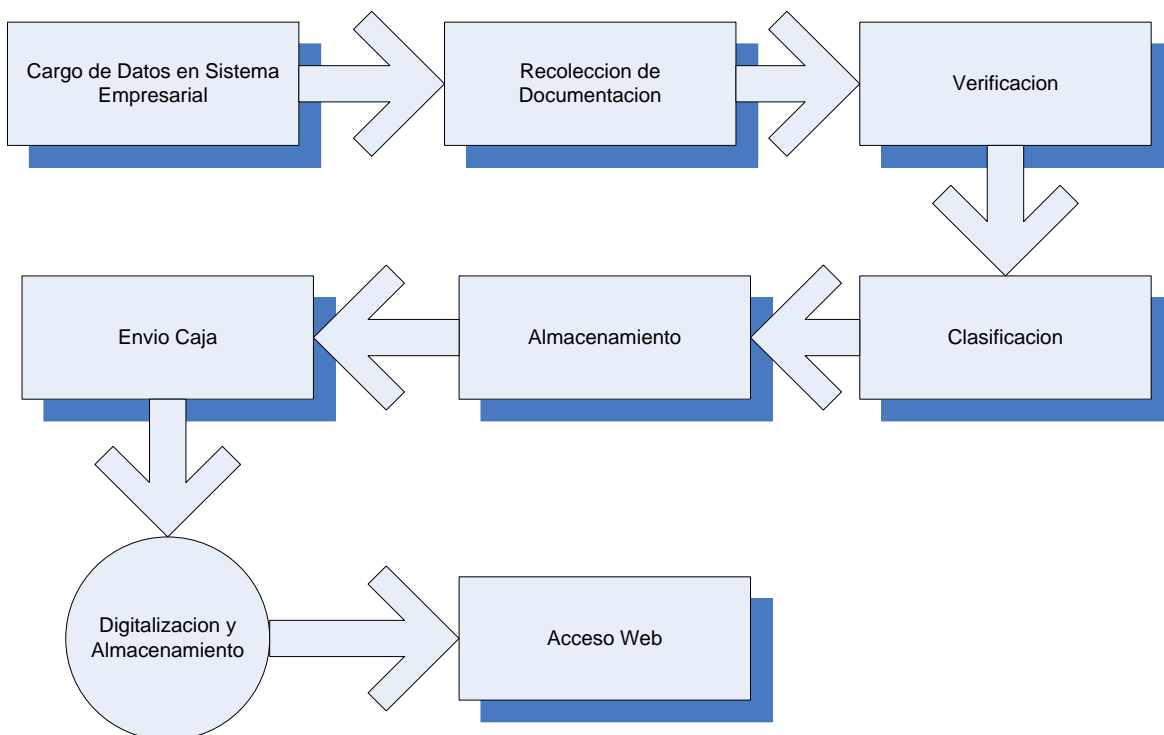 Cargo de Datos en Sistema
Empresarial
Recoleccion de
Documentacion
Verificacion
Clasificacion
Almacenamiento
Envio Caja
Digitalizacion y
Almacenamiento
Acceso Web